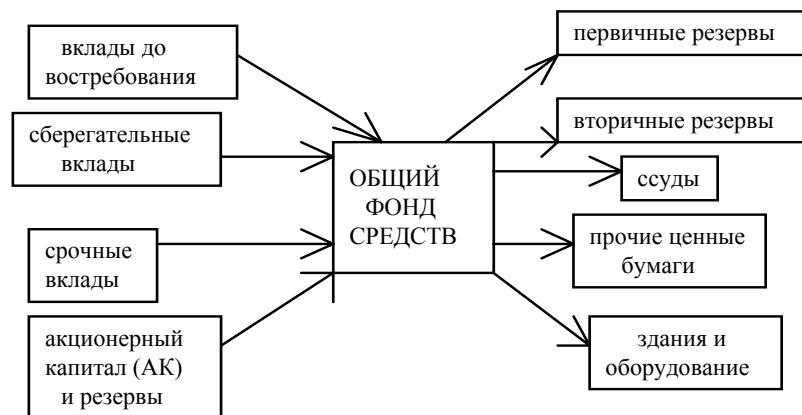 вклады до
востребования
сберегательные
вклады
срочные
вклады
акционерный
капитал (АК)
и резервы
ОБЩИЙ
ФОНД
СРЕДСТВ
первичные резервы
вторичные резервы
ссуды
прочие ценные
бумаги
здания и
оборудование